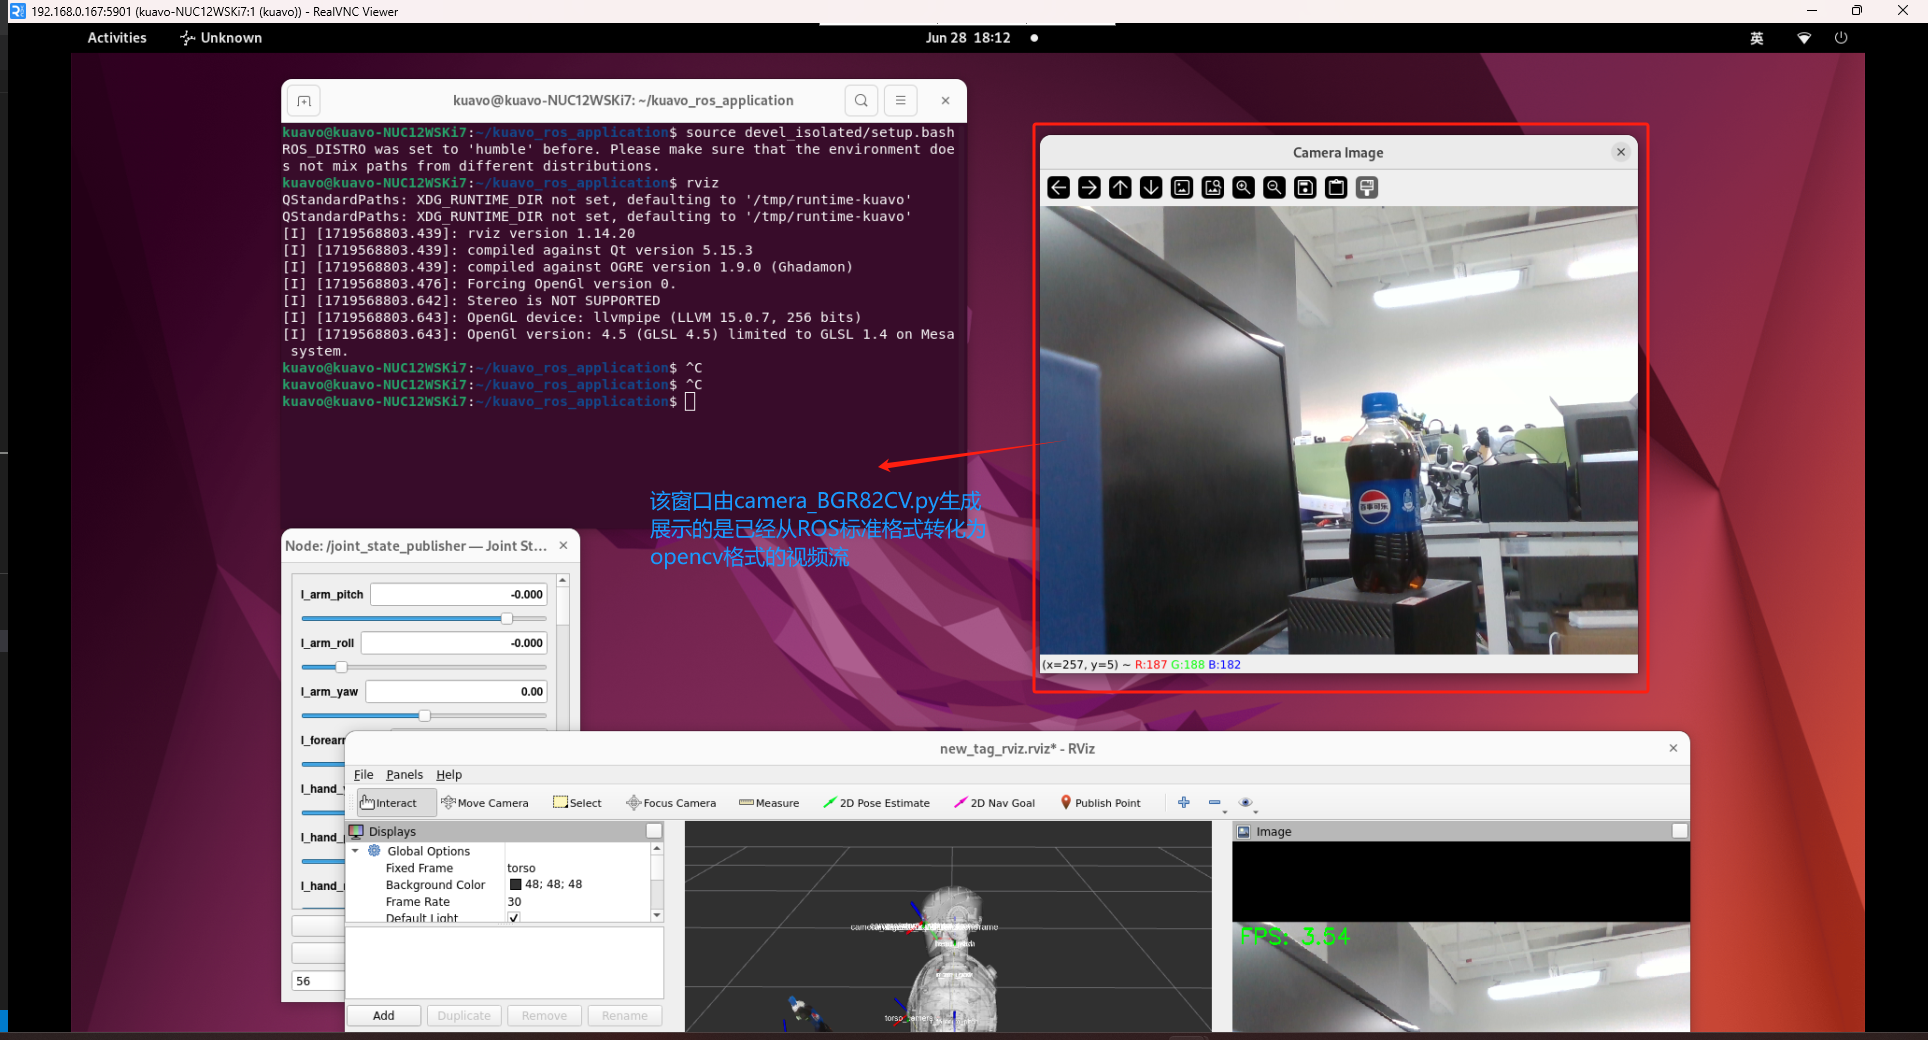 192.168.0.167:5901 (kuavo-NUC12WSKi7:1 (kuavo)) - RealVNC Viewer
Activities
Unknown
Jun 28 18:12
英
kuavo@kuavo-NUC12WSKi7: ~/kuavo_ros_application
kuavo@kuavo-NUC12WSKi7:~/kuavo_ros_application$ source devel_isolated/setup.bash
ROS_DISTRO was set to 'humble' before. Please make sure that the environment doe
s not mix paths from different distributions.
kuavo@kuavo-NUC12WSKi7:~/kuavo_ros_application$ rviz
QStandardPaths: XDG_RUNTIME_DIR not set, defaulting to '/tmp/runtime-kuavo'
QStandardPaths: XDG_RUNTIME_DIR not set, defaulting to '/tmp/runtime-kuavo'
[I] [1719568803.439]: rviz version 1.14.20
[I] [1719568803.439]: compiled against Qt version 5.15.3
[I] [1719568803.439]: compiled against OGRE version 1.9.0 (Ghadamon)
[I] [1719568803.476]: Forcing OpenGl version 0.
[I] [1719568803.642]: Stereo is NOT SUPPORTED
[I] [1719568803.643]: OpenGL device: llvmpipe (LLVM 15.0.7, 256 bits)
[I] [1719568803.643]: OpenGl version: 4.5 (GLSL 4.5) limited to GLSL 1.4 on Mesa
system.
kuavo@kuavo-NUC12WSKi7:~/kuavo_ros_application$ ^C
kuavo@kuavo-NUC12WSKi7:~/kuavo_ros_application$ ^C
kuavo@kuavo-NUC12WSKi7:~/kuavo_ros_application$
Camera Image
百事可乐
(x=257, y=5) ~ R:187 G:188 B:182
该窗口由camera_BGR82CV.py生成
展示的是已经从ROS标准格式转化为
opencv格式的视频流
Node: /joint_state_publisher — Joint St...
l_arm_pitch -0.000
l_arm_roll -0.000
l_arm_yaw 0.00
l_forearm
l_hand
l_hand
l_hand
56
new_tag_rviz.rviz* - RViz
File Panels Help
Interact Move Camera Select Focus Camera Measure 2D Pose Estimate 2D Nav Goal Publish Point
Displays
Global Options
Fixed Frame torso
Background Color 48; 48; 48
Frame Rate 30
Default Light
Add Duplicate Remove Rename
Image
FPS: 3.54